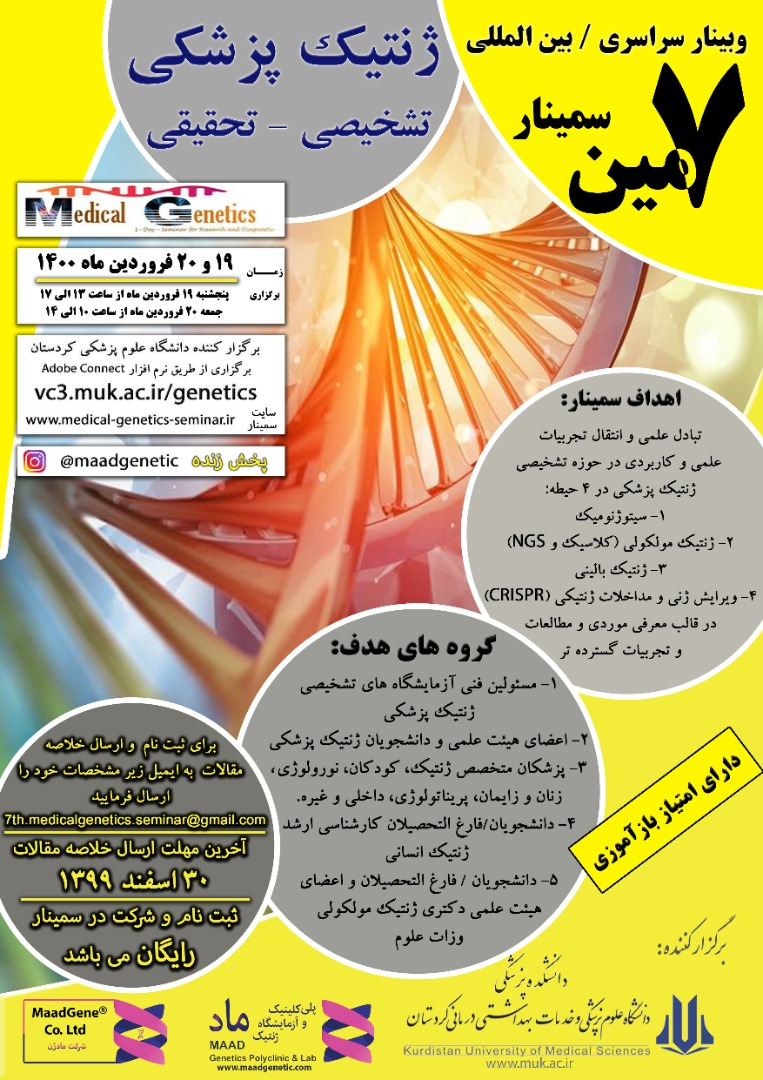 وبینار سراسری / بین المللی
۷مین سمینار
ژنتیک پزشکی
تشخیصی - تحقیقی
Medical Genetics
1-Day-Seminar for Research and Diagnostic
زمان برگزاری
۱۹ و ۲۰ فروردین ماه ۱۴۰۰
پنجشنبه ۱۹ فروردین ماه از ساعت ۱۳ الی ۱۷
جمعه ۲۰ فروردین ماه از ساعت ۱۰ الی ۱۴
برگزار کننده دانشگاه علوم پزشکی کردستان
برگزاری از طریق نرم افزار Adobe Connect
vc3.muk.ac.ir/genetics
سایت سمینار www.medical-genetics-seminar.ir
پخش زنده @maadgenetic
اهداف سمینار:
تبادل علمی و انتقال تجربیات
علمی و کاربردی در حوزه تشخیصی
ژنتیک پزشکی در ۴ حیطه:
۱- سیتوژنومیک
۲- ژنتیک مولکولی (کلاسیک و NGS)
۳- ژنتیک بالینی
۴- ویرایش ژنی و مداخلات ژنتیکی (CRISPR)
در قالب معرفی موردی و مطالعات
و تجربیات گسترده تر
گروه های هدف:
۱- مسئولین فنی آزمایشگاه های تشخیصی
ژنتیک پزشکی
۲- اعضای هیئت علمی و دانشجویان ژنتیک پزشکی
۳- پزشکان متخصص ژنتیک، کودکان، نورولوژی،
زنان و زایمان، پریناتولوژی، داخلی و غیره.
۴- دانشجویان/فارغ التحصیلان کارشناسی ارشد
ژنتیک انسانی
۵- دانشجویان / فارغ التحصیلان و اعضای
هیئت علمی دکتری ژنتیک مولکولی
وزات علوم
دارای امتیاز بازآموزی
برای ثبت نام و ارسال خلاصه
مقالات به ایمیل زیر مشخصات خود را
ارسال فرمایید
7th.medicalgenetics.seminar@gmail.com
آخرین مهلت ارسال خلاصه مقالات
۳۰ اسفند ۱۳۹۹
ثبت نام و شرکت در سمینار
رایگان می باشد
برگزارکننده:
دانشکده پزشکی
دانشگاه علوم پزشکی و خدمات بهداشتی درمانی کردستان
Kurdistan University of Medical Sciences
www.muk.ac.ir
پلی‌کلینیک
و آزمایشگاه
ژنتیک
ماد
MAAD
Genetics Polyclinic & Lab
www.maadgenetic.com
MaadGene®
Co. Ltd
شرکت مادژن